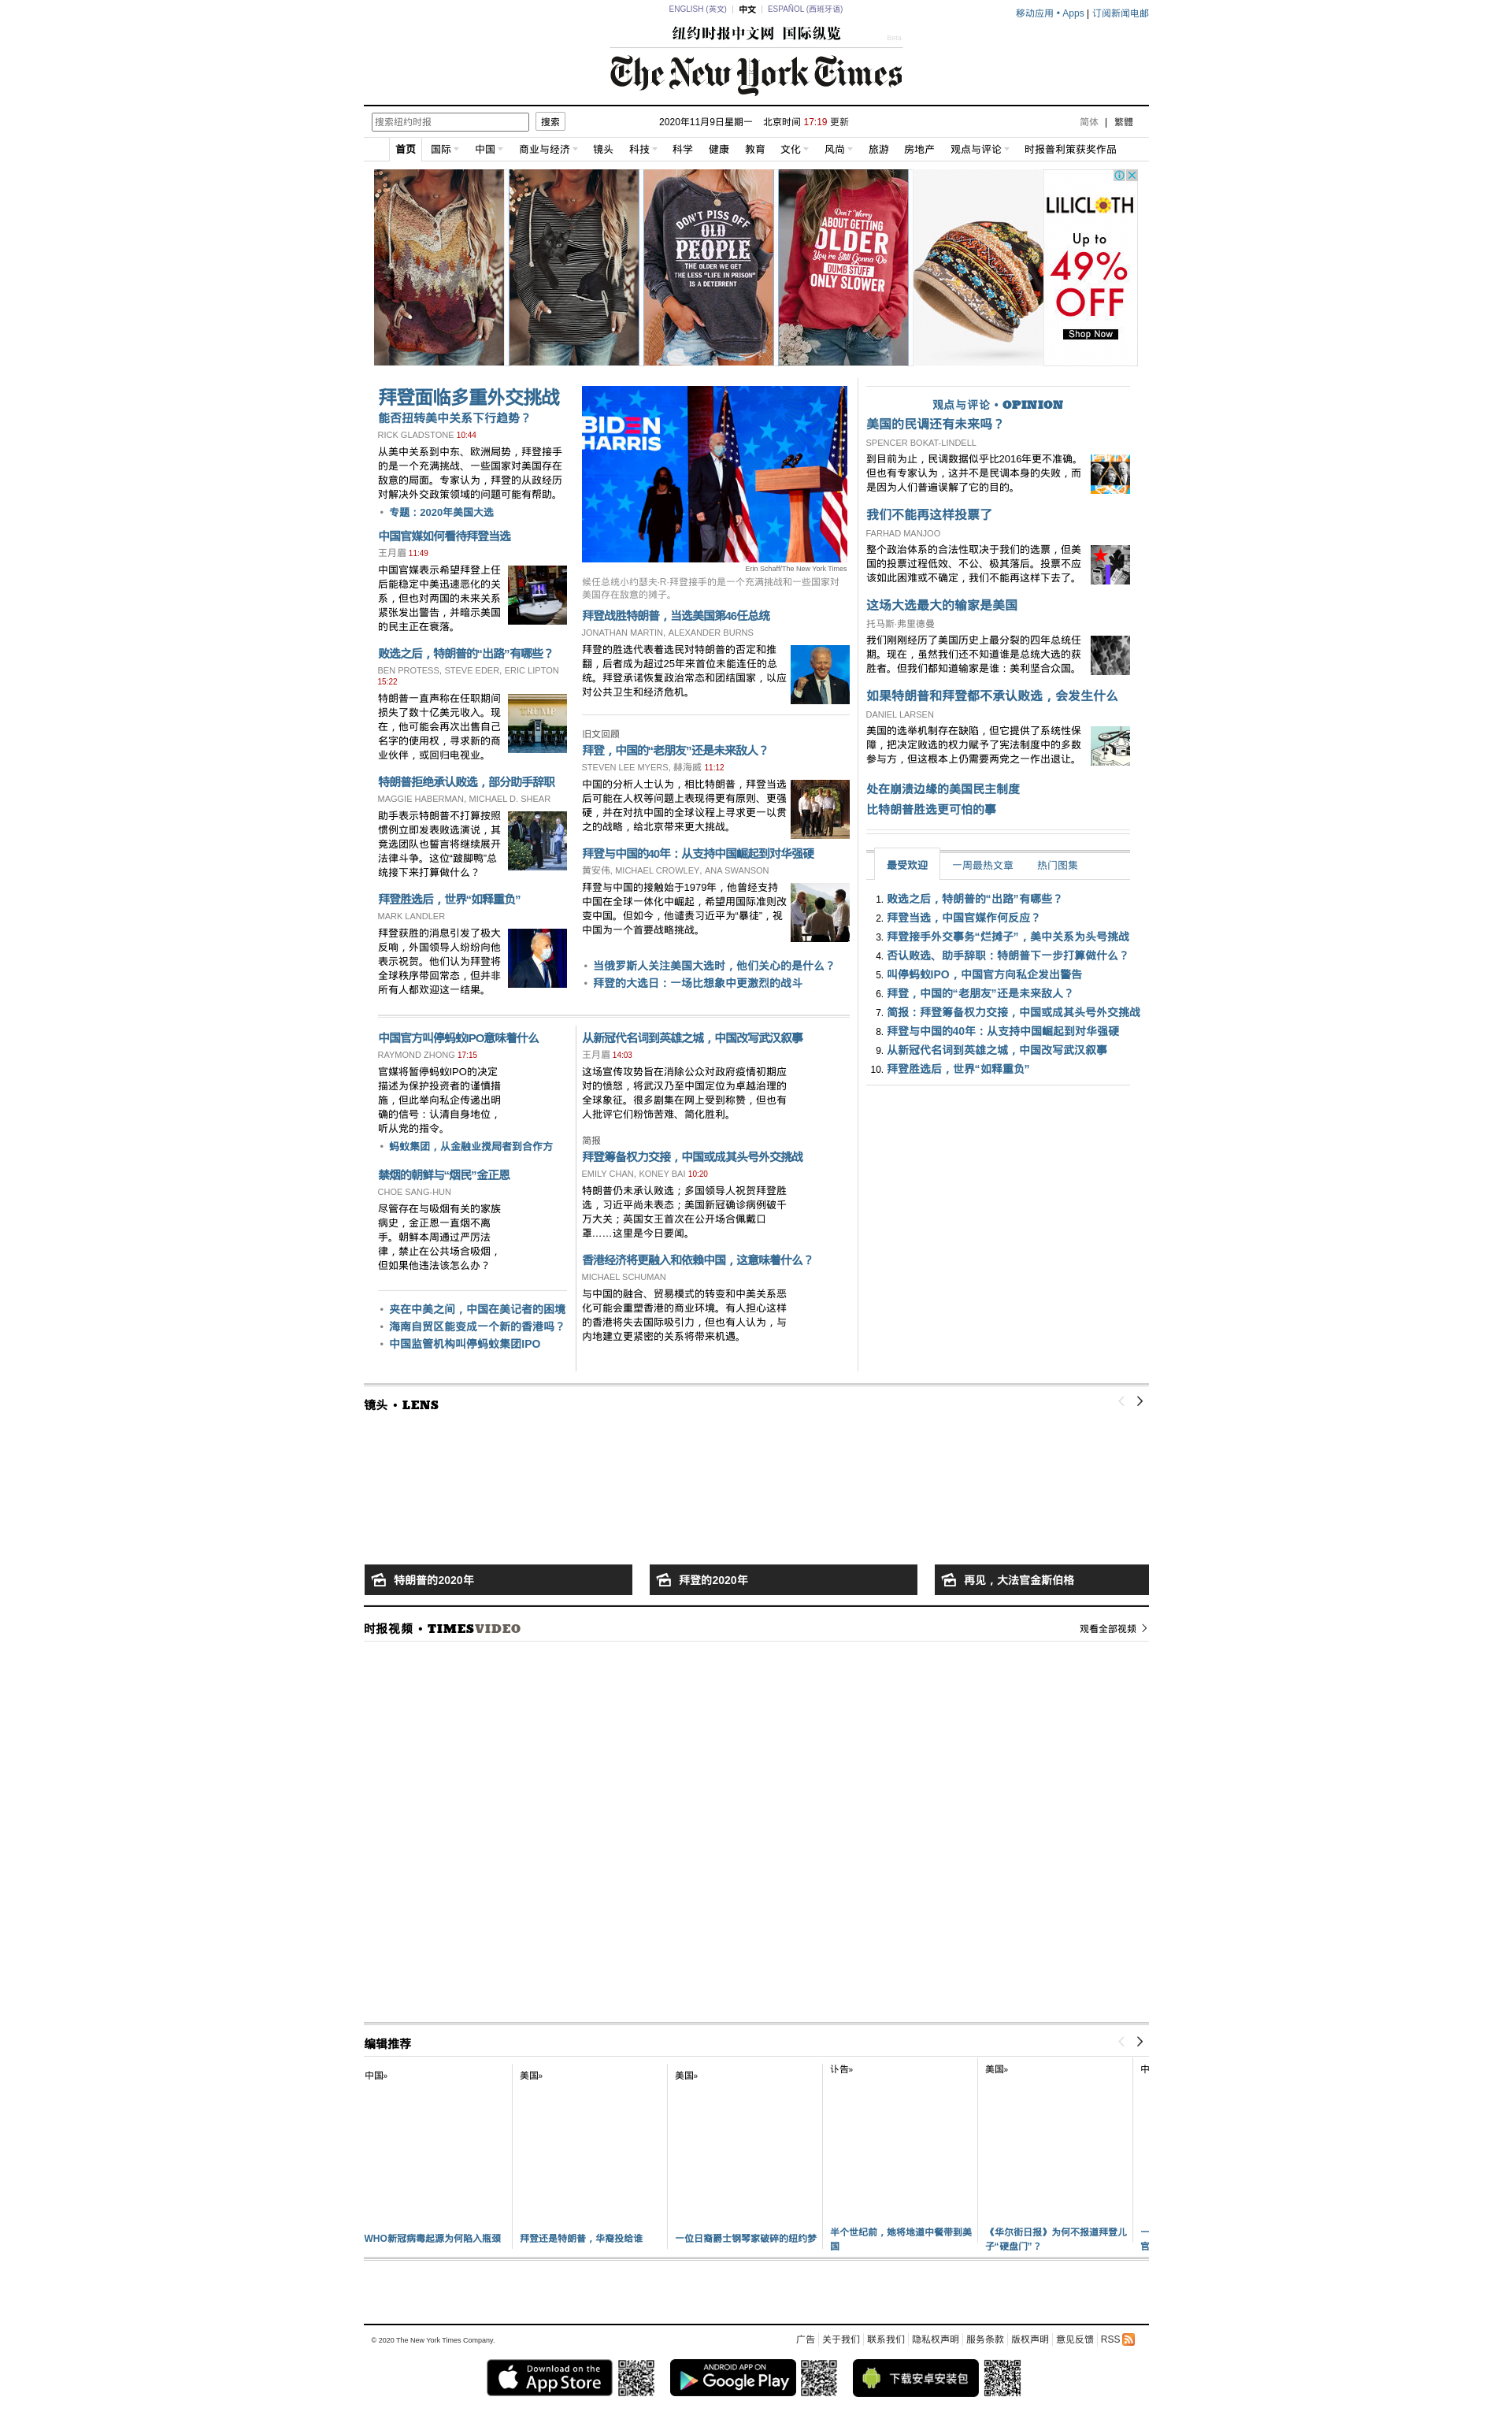 ENGLISH (英文) | 中文 | ESPAÑOL (西班牙语)
移动应用 • Apps | 订阅新闻电邮
纽约时报中文网 国际纵览
Beta
The New York Times
搜索纽约时报 搜索
2020年11月9日星期一 北京时间 17:19 更新
简体 | 繁體
首页 国际 中国 商业与经济 镜头 科技 科学 健康 教育 文化 风尚 旅游 房地产 观点与评论 时报普利策获奖作品
DON'T PISS OFF
OLD
PEOPLE
THE OLDER WE GET
THE LESS "LIFE IN PRISON"
IS A DETERRENT
Don't Worry
ABOUT GETTING
OLDER
You're Still Gonna Do
DUMB STUFF
ONLY SLOWER
LILICLOTH
Up to
49%
OFF
Shop Now
拜登面临多重外交挑战
能否扭转美中关系下行趋势？
RICK GLADSTONE 10:44
从美中关系到中东、欧洲局势，拜登接手
的是一个充满挑战、一些国家对美国存在
敌意的局面。专家认为，拜登的从政经历
对解决外交政策领域的问题可能有帮助。
• 专题：2020年美国大选
中国官媒如何看待拜登当选
王月眉 11:49
中国官媒表示希望拜登上任
后能稳定中美迅速恶化的关
系，但也对两国的未来关系
紧张发出警告，并暗示美国
的民主正在衰落。
败选之后，特朗普的“出路”有哪些？
BEN PROTESS, STEVE EDER, ERIC LIPTON
15:22
特朗普一直声称在任职期间
损失了数十亿美元收入。现
在，他可能会再次出售自己
名字的使用权，寻求新的商
业伙伴，或回归电视业。
TRUMP
特朗普拒绝承认败选，部分助手辞职
MAGGIE HABERMAN, MICHAEL D. SHEAR
助手表示特朗普不打算按照
惯例立即发表败选演说，其
竞选团队也誓言将继续展开
法律斗争。这位“跛脚鸭”总
统接下来打算做什么？
拜登胜选后，世界“如释重负”
MARK LANDLER
拜登获胜的消息引发了极大
反响，外国领导人纷纷向他
表示祝贺。他们认为拜登将
全球秩序带回常态，但并非
所有人都欢迎这一结果。
BIDEN
HARRIS
Erin Schaff/The New York Times
候任总统小约瑟夫·R·拜登接手的是一个充满挑战和一些国家对
美国存在敌意的摊子。
拜登战胜特朗普，当选美国第46任总统
JONATHAN MARTIN, ALEXANDER BURNS
拜登的胜选代表着选民对特朗普的否定和推
翻，后者成为超过25年来首位未能连任的总
统。拜登承诺恢复政治常态和团结国家，以应
对公共卫生和经济危机。
旧文回顾
拜登，中国的“老朋友”还是未来敌人？
STEVEN LEE MYERS, 赫海威 11:12
中国的分析人士认为，相比特朗普，拜登当选
后可能在人权等问题上表现得更有原则、更强
硬，并在对抗中国的全球议程上寻求更一以贯
之的战略，给北京带来更大挑战。
拜登与中国的40年：从支持中国崛起到对华强硬
黄安伟, MICHAEL CROWLEY, ANA SWANSON
拜登与中国的接触始于1979年，他曾经支持
中国在全球一体化中崛起，希望用国际准则改
变中国。但如今，他谴责习近平为“暴徒”，视
中国为一个首要战略挑战。
• 当俄罗斯人关注美国大选时，他们关心的是什么？
• 拜登的大选日：一场比想象中更激烈的战斗
观点与评论 • OPINION
美国的民调还有未来吗？
SPENCER BOKAT-LINDELL
到目前为止，民调数据似乎比2016年更不准确。
但也有专家认为，这并不是民调本身的失败，而
是因为人们普遍误解了它的目的。
我们不能再这样投票了
FARHAD MANJOO
整个政治体系的合法性取决于我们的选票，但美
国的投票过程低效、不公、极其落后。投票不应
该如此困难或不确定，我们不能再这样下去了。
这场大选最大的输家是美国
托马斯·弗里德曼
我们刚刚经历了美国历史上最分裂的四年总统任
期。现在，虽然我们还不知道谁是总统大选的获
胜者。但我们都知道输家是谁：美利坚合众国。
如果特朗普和拜登都不承认败选，会发生什么
DANIEL LARSEN
美国的选举机制存在缺陷，但它提供了系统性保
障，把决定败选的权力赋予了宪法制度中的多数
参与方，但这根本上仍需要两党之一作出退让。
处在崩溃边缘的美国民主制度
比特朗普胜选更可怕的事
最受欢迎 一周最热文章 热门图集
1. 败选之后，特朗普的“出路”有哪些？
2. 拜登当选，中国官媒作何反应？
3. 拜登接手外交事务“烂摊子”，美中关系为头号挑战
4. 否认败选、助手辞职：特朗普下一步打算做什么？
5. 叫停蚂蚁IPO，中国官方向私企发出警告
6. 拜登，中国的“老朋友”还是未来敌人？
7. 简报：拜登筹备权力交接，中国或成其头号外交挑战
8. 拜登与中国的40年：从支持中国崛起到对华强硬
9. 从新冠代名词到英雄之城，中国改写武汉叙事
10. 拜登胜选后，世界“如释重负”
中国官方叫停蚂蚁IPO意味着什么
RAYMOND ZHONG 17:15
官媒将暂停蚂蚁IPO的决定
描述为保护投资者的谨慎措
施，但此举向私企传递出明
确的信号：认清自身地位，
听从党的指令。
• 蚂蚁集团，从金融业搅局者到合作方
禁烟的朝鲜与“烟民”金正恩
CHOE SANG-HUN
尽管存在与吸烟有关的家族
病史，金正恩一直烟不离
手。朝鲜本周通过严厉法
律，禁止在公共场合吸烟，
但如果他违法该怎么办？
• 夹在中美之间，中国在美记者的困境
• 海南自贸区能变成一个新的香港吗？
• 中国监管机构叫停蚂蚁集团IPO
从新冠代名词到英雄之城，中国改写武汉叙事
王月眉 14:03
这场宣传攻势旨在消除公众对政府疫情初期应
对的愤怒，将武汉乃至中国定位为卓越治理的
全球象征。很多剧集在网上受到称赞，但也有
人批评它们粉饰苦难、简化胜利。
简报
拜登筹备权力交接，中国或成其头号外交挑战
EMILY CHAN, KONEY BAI 10:20
特朗普仍未承认败选；多国领导人祝贺拜登胜
选，习近平尚未表态；美国新冠确诊病例破千
万大关；英国女王首次在公开场合佩戴口
罩……这里是今日要闻。
香港经济将更融入和依赖中国，这意味着什么？
MICHAEL SCHUMAN
与中国的融合、贸易模式的转变和中美关系恶
化可能会重塑香港的商业环境。有人担心这样
的香港将失去国际吸引力，但也有人认为，与
内地建立更紧密的关系将带来机遇。
镜头 • LENS
特朗普的2020年
拜登的2020年
再见，大法官金斯伯格
时报视频 • TIMESVIDEO
观看全部视频
编辑推荐
中国» 美国» 美国» 讣告» 美国» 中
WHO新冠病毒起源为何陷入瓶颈
拜登还是特朗普，华裔投给谁
一位日裔爵士钢琴家破碎的纽约梦
半个世纪前，她将地道中餐带到美
国
《华尔街日报》为何不报道拜登儿
子“硬盘门”？
一
官
© 2020 The New York Times Company.
广告 关于我们 联系我们 隐私权声明 服务条款 版权声明 意见反馈 RSS
Download on the
App Store
ANDROID APP ON
Google Play
下载安卓安装包